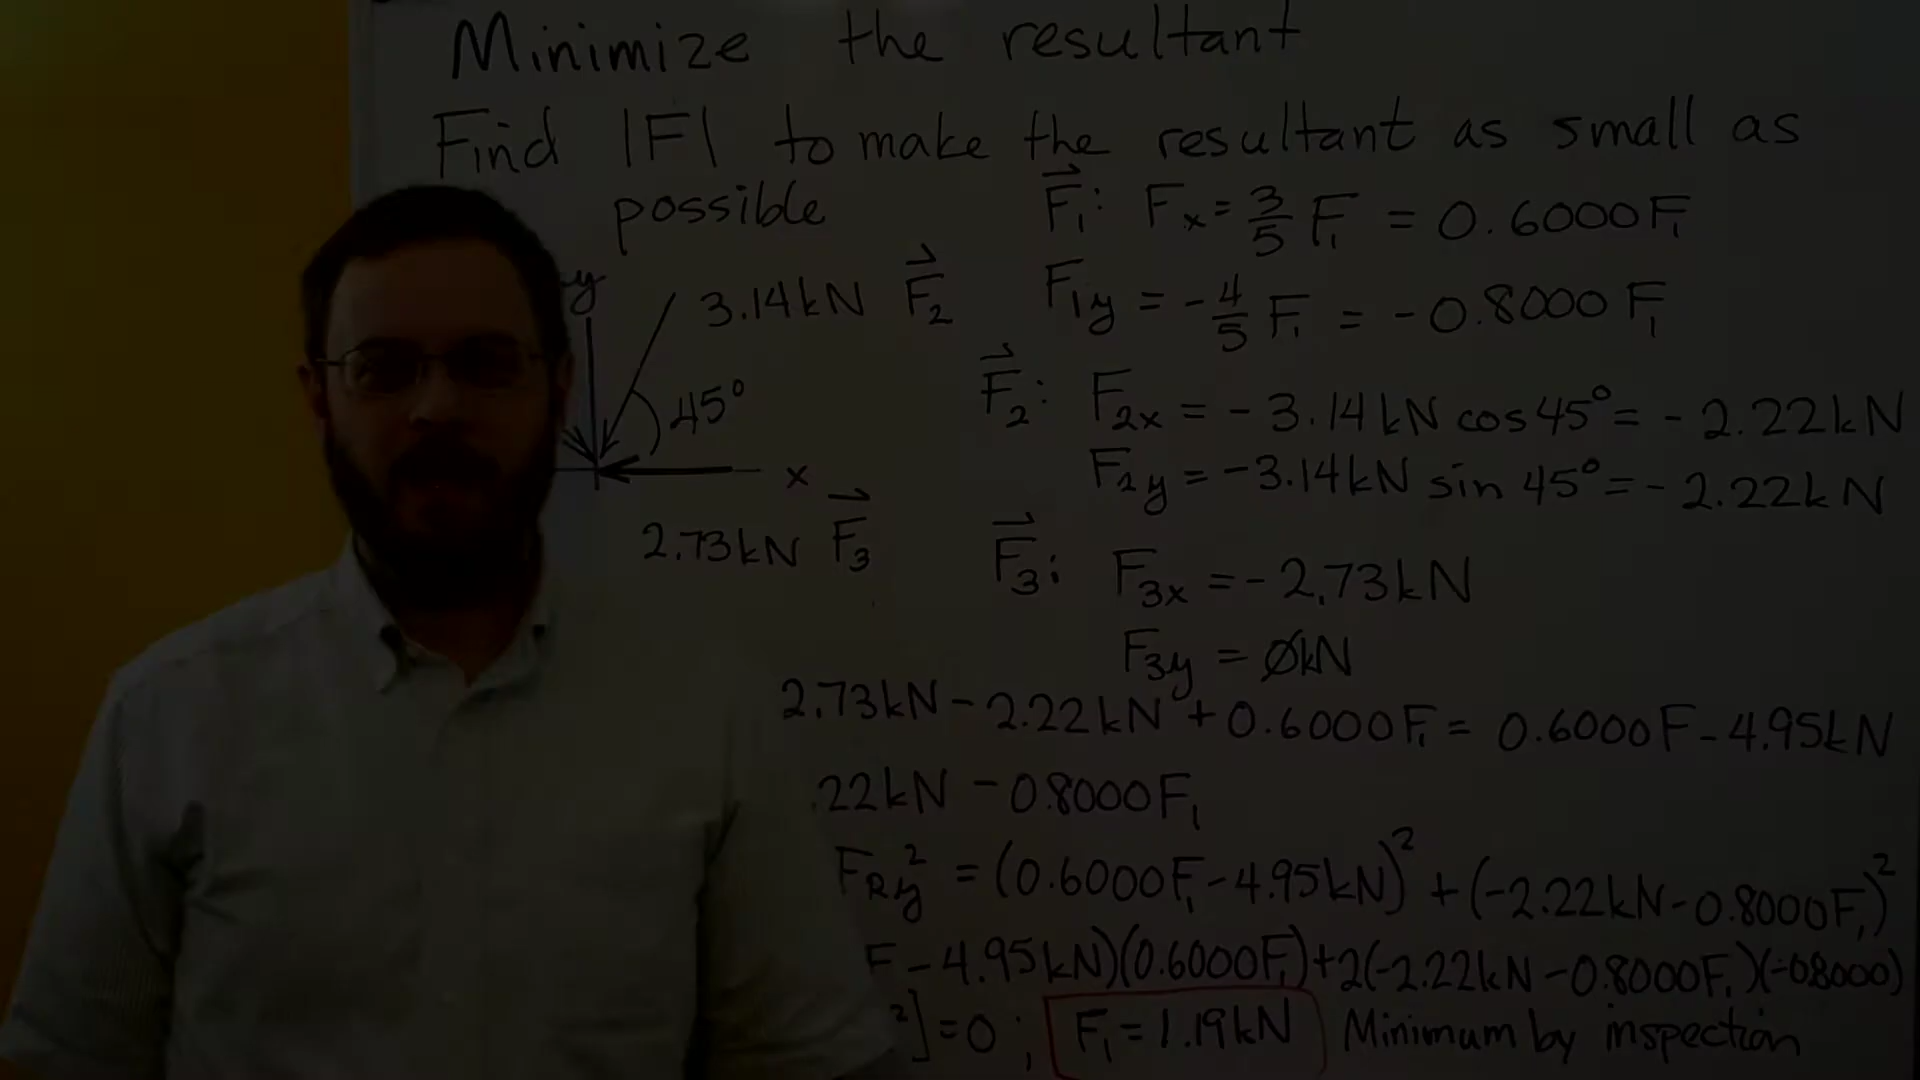 Minimize the resultant
Find |F| to make the resultant as small as
possible
F₁: Fx = 3/5 F₁ = 0.6000F₁
y
3.14kN F₂
F₁y = -4/5 F₁ = -0.8000 F₁
45°
x
2.73kN F₃
F₂: F₂x = -3.14kN cos45° = -2.22kN
F₂y = -3.14kN sin 45° = -2.22kN
F₃: F₃x = -2.73kN
F₃y = ØkN
2.73kN - 2.22kN + 0.6000F₁ = 0.6000F - 4.95kN
.22kN - 0.8000F₁
FRy² = (0.6000F₁ - 4.95kN)² + (-2.22kN - 0.8000F₁)²
F - 4.95kN)(0.6000F₁) + 2(-2.22kN - 0.8000F₁)(-0.8000)
²] = 0 ; F₁ = 1.19kN Minimum by inspection